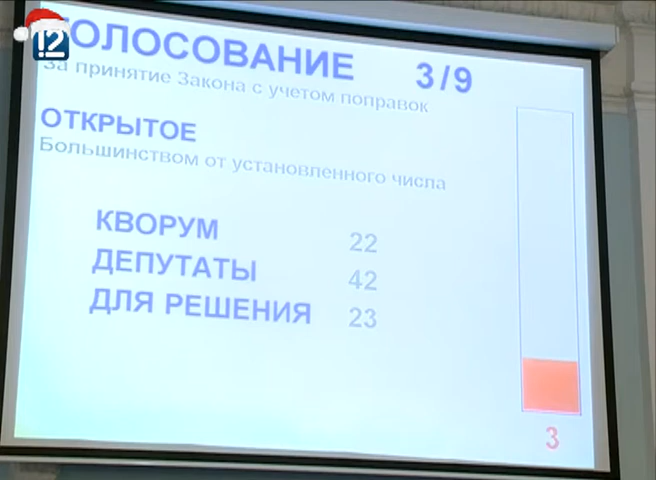 12
ГОЛОСОВАНИЕ 3/9
За принятие Закона с учетом поправок
ОТКРЫТОЕ
Большинством от установленного числа
КВОРУМ 22
ДЕПУТАТЫ 42
ДЛЯ РЕШЕНИЯ 23
3